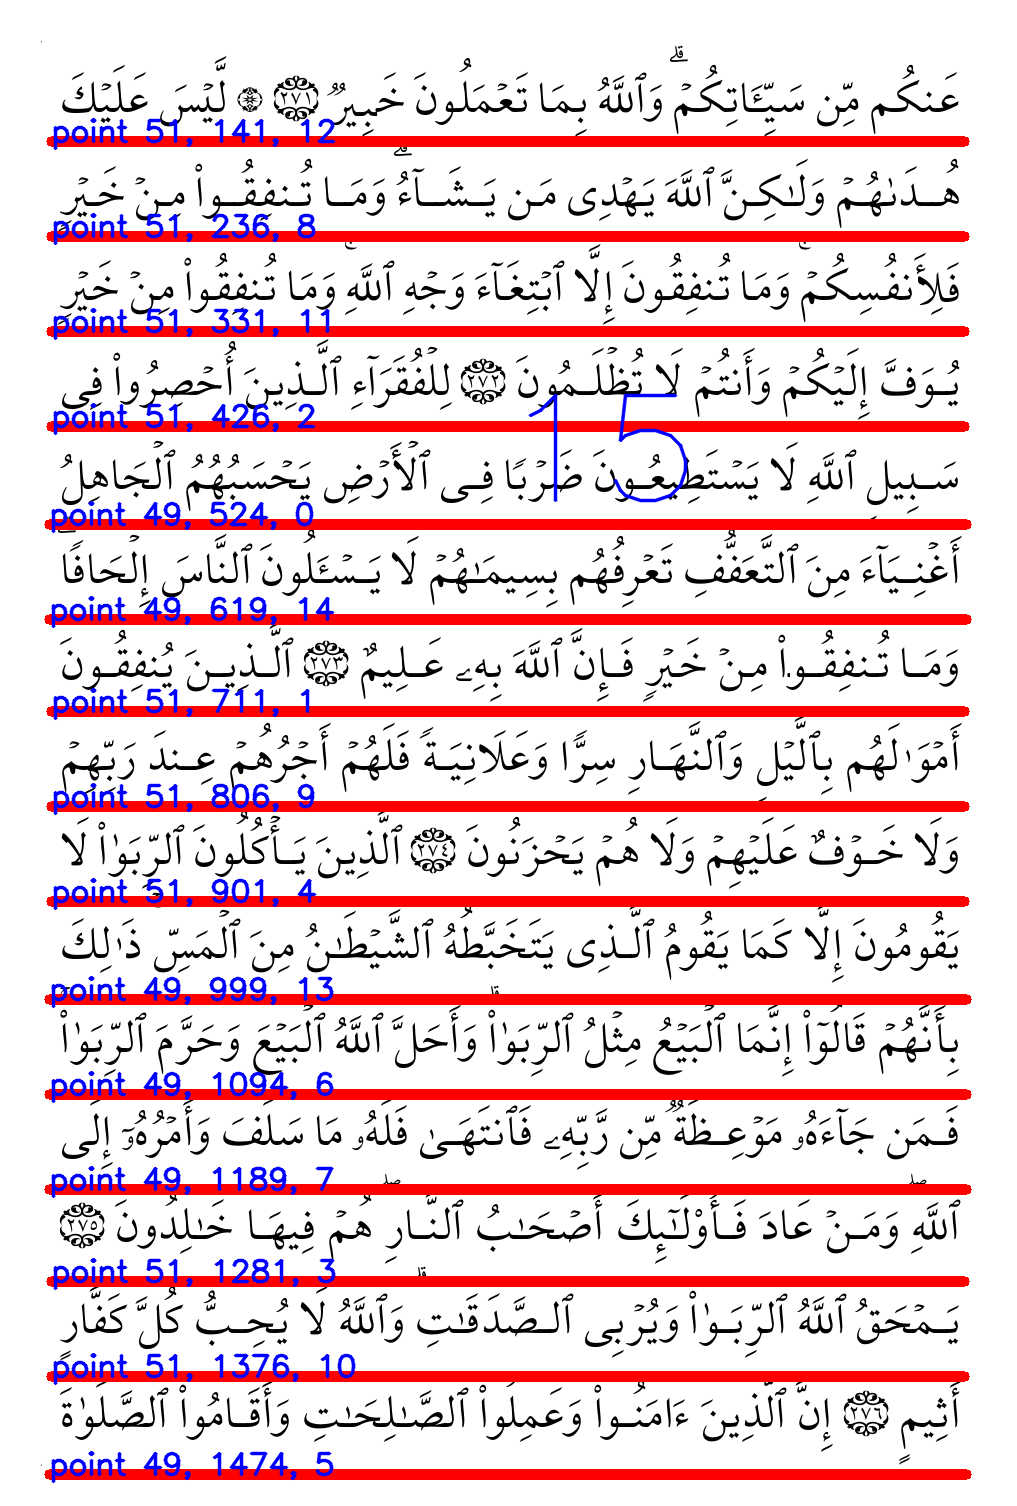 عَنكُم مِّن سَيِّـَٔاتِكُمْ ۗ وَٱللَّهُ بِمَا تَعْمَلُونَ خَبِيرٌ ٢٧١ ۞ لَّيْسَ عَلَيْكَ
point 51, 141, 12
هُدَىٰهُمْ وَلَـٰكِنَّ ٱللَّهَ يَهْدِى مَن يَشَآءُ ۗ وَمَا تُنفِقُوا۟ مِنْ خَيْرٍ
point 51, 236, 8
فَلِأَنفُسِكُمْ ۚ وَمَا تُنفِقُونَ إِلَّا ٱبْتِغَآءَ وَجْهِ ٱللَّهِ ۚ وَمَا تُنفِقُوا۟ مِنْ خَيْرٍ
point 51, 331, 11
يُوَفَّ إِلَيْكُمْ وَأَنتُمْ لَا تُظْلَمُونَ ٢٧٢ لِلْفُقَرَآءِ ٱلَّذِينَ أُحْصِرُوا۟ فِى
point 51, 426, 2
15
سَبِيلِ ٱللَّهِ لَا يَسْتَطِيعُونَ ضَرْبًا فِى ٱلْأَرْضِ يَحْسَبُهُمُ ٱلْجَاهِلُ
point 49, 524, 0
أَغْنِيَآءَ مِنَ ٱلتَّعَفُّفِ تَعْرِفُهُم بِسِيمَـٰهُمْ لَا يَسْـَٔلُونَ ٱلنَّاسَ إِلْحَافًا ۗ
point 49, 619, 14
وَمَا تُنفِقُوا۟ مِنْ خَيْرٍ فَإِنَّ ٱللَّهَ بِهِۦ عَلِيمٌ ٢٧٣ ٱلَّذِينَ يُنفِقُونَ
point 51, 711, 1
أَمْوَٰلَهُم بِٱلَّيْلِ وَٱلنَّهَارِ سِرًّا وَعَلَانِيَةً فَلَهُمْ أَجْرُهُمْ عِندَ رَبِّهِمْ
point 51, 806, 9
وَلَا خَوْفٌ عَلَيْهِمْ وَلَا هُمْ يَحْزَنُونَ ٢٧٤ ٱلَّذِينَ يَأْكُلُونَ ٱلرِّبَوٰا۟ لَا
point 51, 901, 4
يَقُومُونَ إِلَّا كَمَا يَقُومُ ٱلَّذِى يَتَخَبَّطُهُ ٱلشَّيْطَـٰنُ مِنَ ٱلْمَسِّ ۚ ذَٰلِكَ
point 49, 999, 13
بِأَنَّهُمْ قَالُوٓا۟ إِنَّمَا ٱلْبَيْعُ مِثْلُ ٱلرِّبَوٰا۟ ۗ وَأَحَلَّ ٱللَّهُ ٱلْبَيْعَ وَحَرَّمَ ٱلرِّبَوٰا۟
point 49, 1094, 6
فَمَن جَآءَهُۥ مَوْعِظَةٌ مِّن رَّبِّهِۦ فَٱنتَهَىٰ فَلَهُۥ مَا سَلَفَ وَأَمْرُهُۥٓ إِلَى
point 49, 1189, 7
ٱللَّهِ ۖ وَمَنْ عَادَ فَأُو۟لَـٰٓئِكَ أَصْحَـٰبُ ٱلنَّارِ ۖ هُمْ فِيهَا خَـٰلِدُونَ ٢٧٥
point 51, 1281, 3
يَمْحَقُ ٱللَّهُ ٱلرِّبَوٰا۟ وَيُرْبِى ٱلصَّدَقَـٰتِ ۗ وَٱللَّهُ لَا يُحِبُّ كُلَّ كَفَّارٍ
point 51, 1376, 10
أَثِيمٍ ٢٧٦ إِنَّ ٱلَّذِينَ ءَامَنُوا۟ وَعَمِلُوا۟ ٱلصَّـٰلِحَـٰتِ وَأَقَامُوا۟ ٱلصَّلَوٰةَ
point 49, 1474, 5